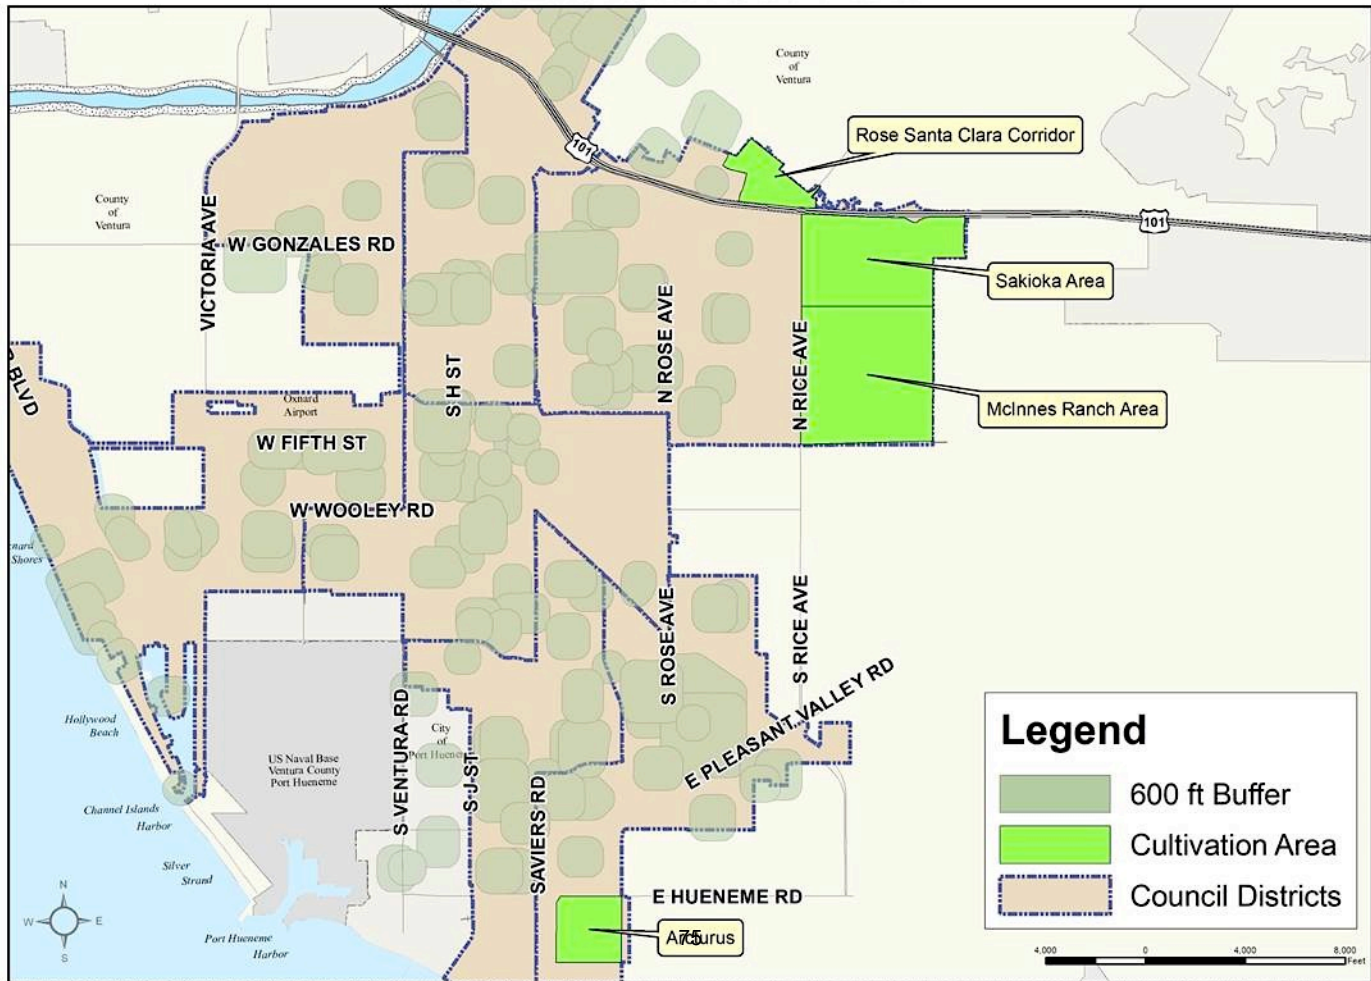 County
of
Ventura
101
Rose Santa Clara Corridor
County
of
Ventura
VICTORIA AVE
W GONZALES RD
101
Sakioka Area
N ROSE AVE
N RICE AVE
S H ST
BLVD
Oxnard
Airport
McInnes Ranch Area
W FIFTH ST
W WOOLEY RD
Shores
S ROSE AVE
S RICE AVE
E PLEASANT VALLEY RD
Hollywood
Beach
S VENTURA RD
City
of
Port Hueneme
S J ST
US Naval Base
Ventura County
Port Hueneme
SAVIERS RD
Channel Islands
Harbor
Silver
Strand
E HUENEME RD
Port Hueneme
Harbor
Arcturus
75
N
W E
S
Legend
600 ft Buffer
Cultivation Area
Council Districts
4,000 0 4,000 8,000
Feet